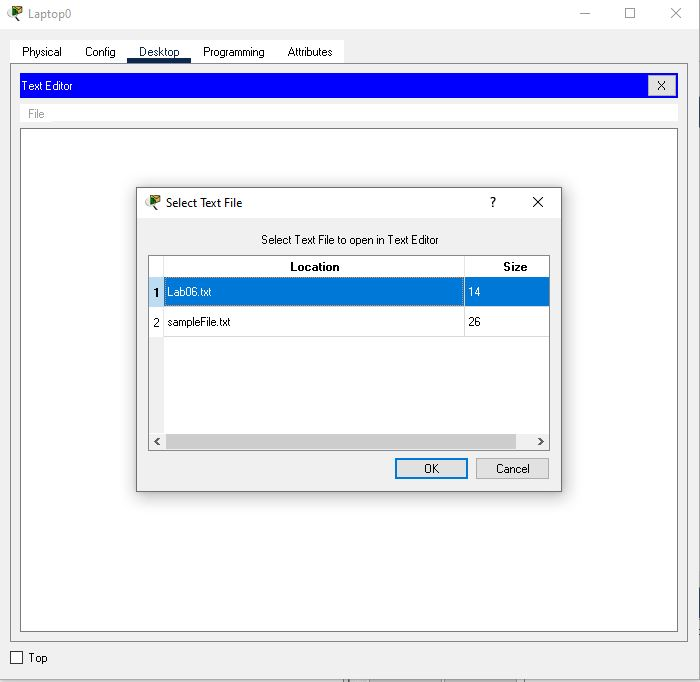 Laptop0
Physical Config Desktop Programming Attributes
Text Editor X
File
Select Text File ?
Select Text File to open in Text Editor
Location Size
1 Lab06.txt 14
2 sampleFile.txt 26
OK Cancel
Top